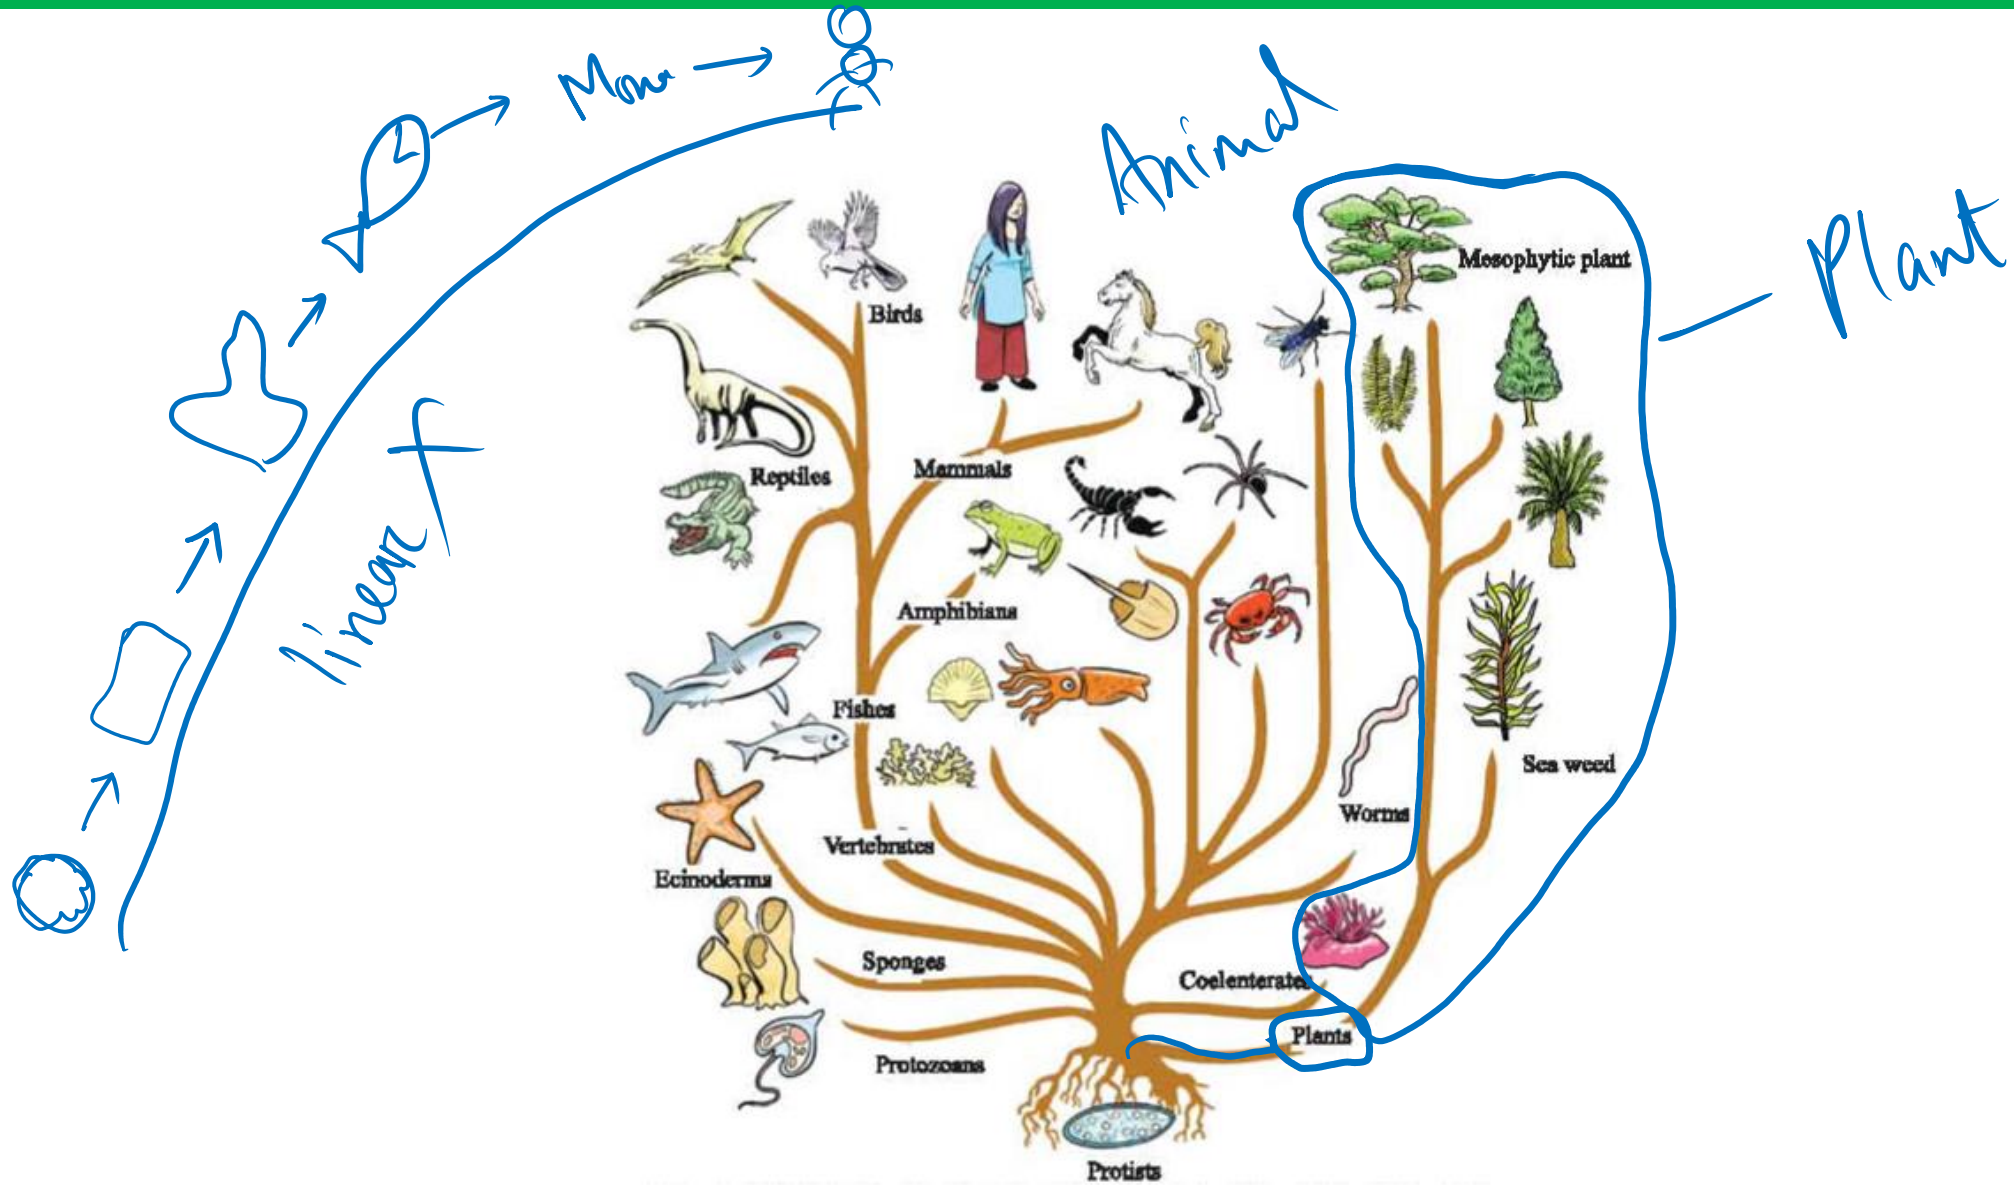 Animal
Plant
linear
Mesophytic plant
Birds
Mammals
Reptiles
Amphibians
Fishes
Sea weed
Worms
Vertebrates
Ecinoderms
Sponges
Coelenterates
Plants
Protozoans
Protists